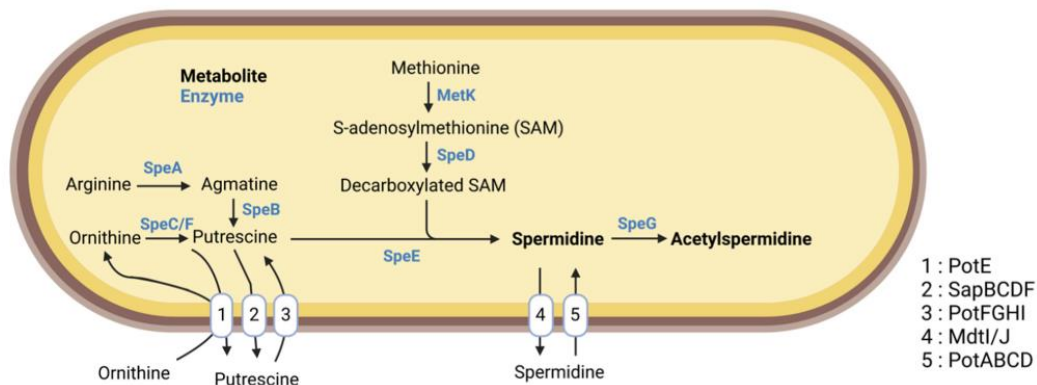 Metabolite
Enzyme
Methionine
MetK
S-adenosylmethionine (SAM)
SpeD
Decarboxylated SAM
SpeA
Arginine
Agmatine
SpeB
SpeC/F
Ornithine
Putrescine
SpeE
Spermidine
SpeG
Acetylspermidine
1
2
3
4
5
Ornithine
Putrescine
Spermidine
1 : PotE
2 : SapBCDF
3 : PotFGHI
4 : MdtI/J
5 : PotABCD